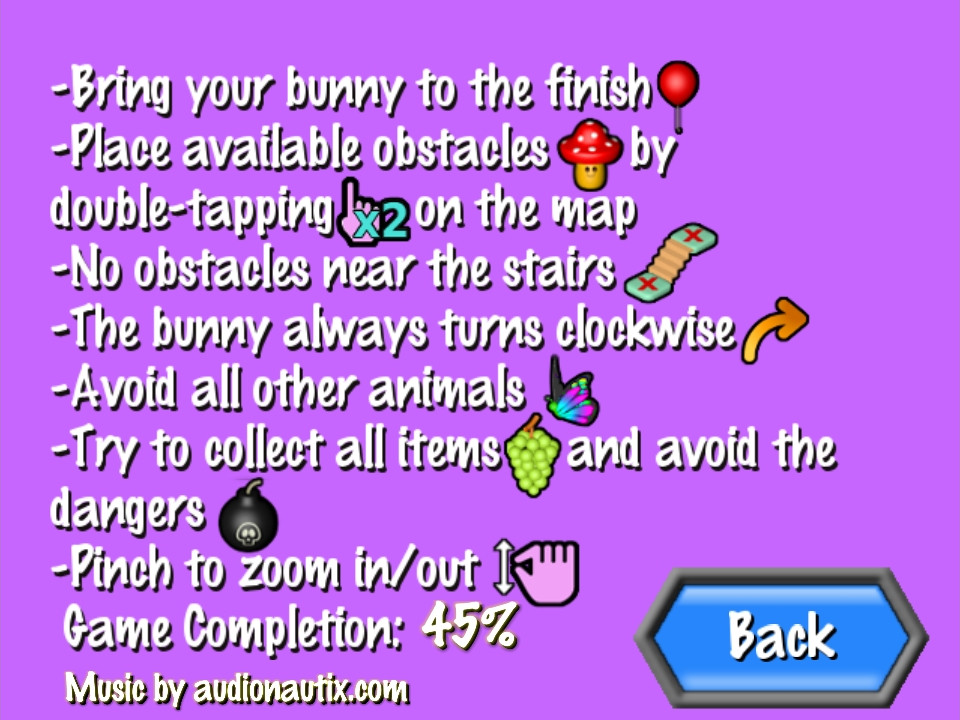 -Bring your bunny to the finish
-Place available obstacles by
double-tapping x2 on the map
-No obstacles near the stairs
-The bunny always turns clockwise
-Avoid all other animals
-Try to collect all items and avoid the
dangers
-Pinch to zoom in/out
Game Completion: 45%
Back
Music by audionautix.com